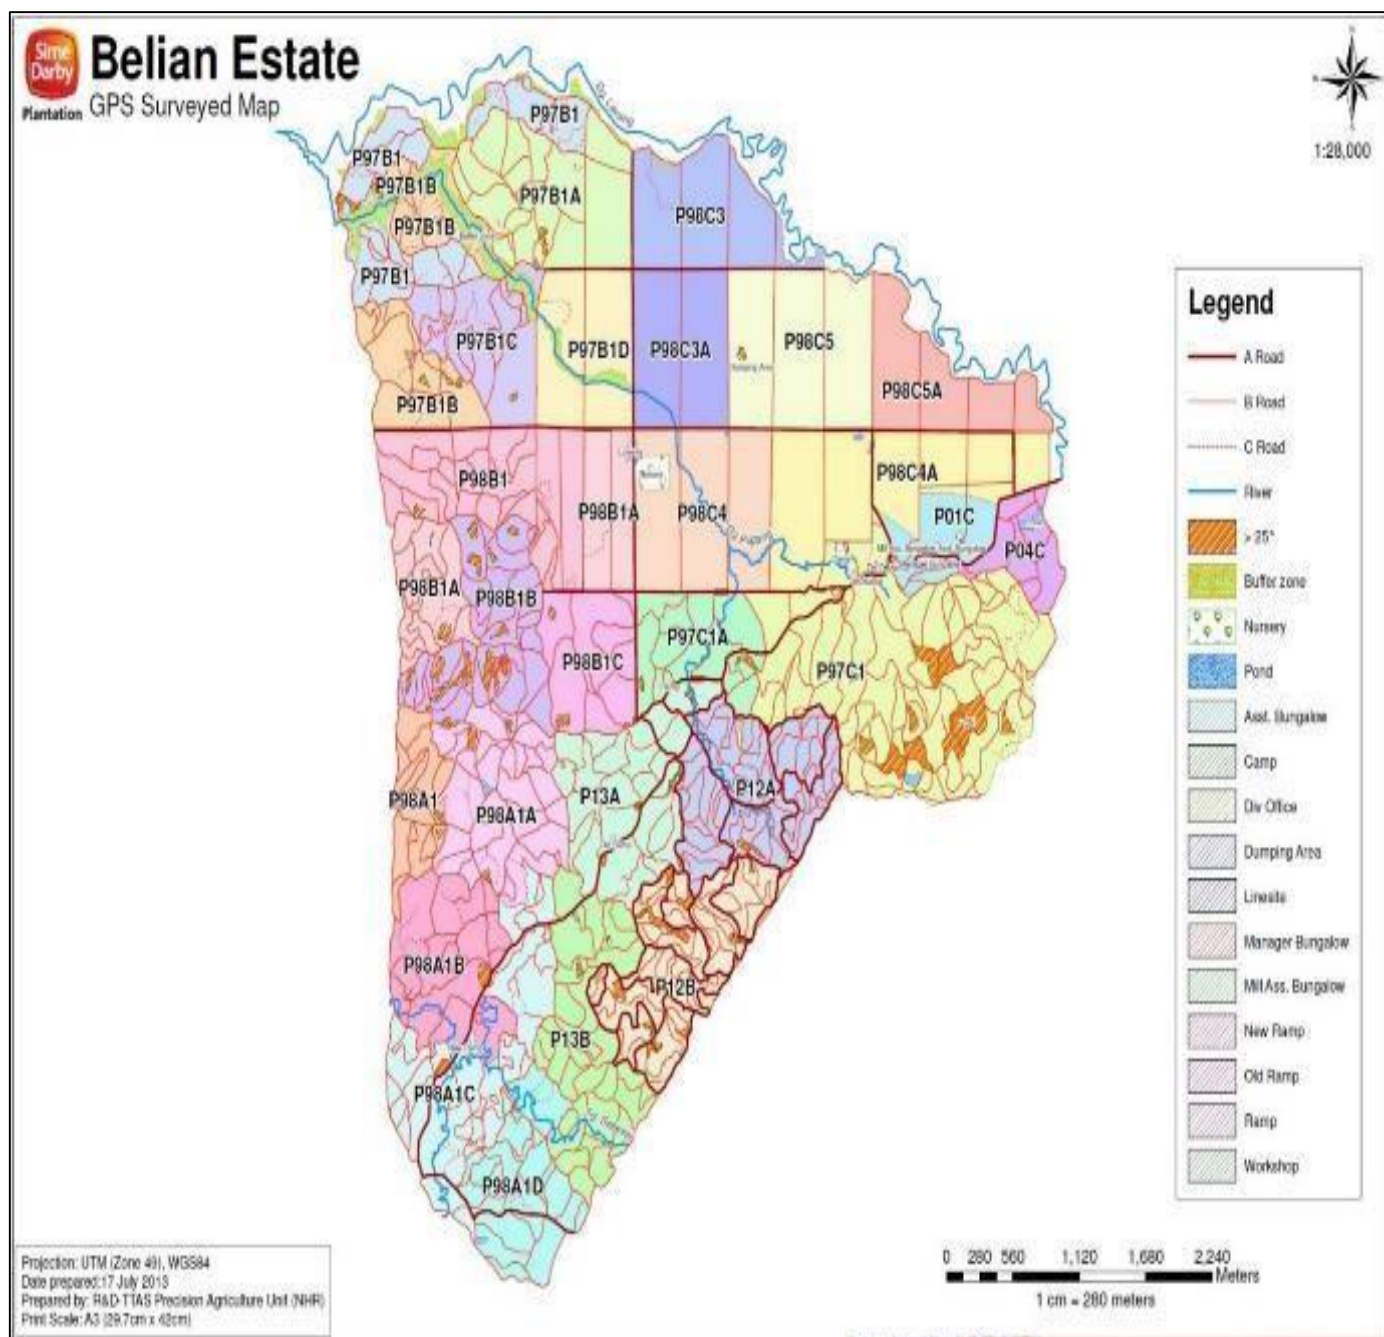 Sime
Darby
Plantation
Belian Estate
GPS Surveyed Map
1:28,000
P97B1
P97B1
P97B1B
P97B1A
P97B1B
P98C3
P97B1
P97B1C
P97B1D
P98C3A
P98C5
P98C5A
P97B1B
P98B1
P98C4A
P98B1A
P98C4
P01C
P04C
P98B1A
P98B1B
P97C1A
P98B1C
P97C1
P98A1
P98A1A
P13A
P12A
P98A1B
P12B
P13B
P98A1C
P98A1D
Legend
A Road
B Road
C Road
River
> 25°
Buffer zone
Nursery
Pond
Asst. Bungalow
Camp
Div Office
Dumping Area
Linesite
Manager Bungalow
Mill Ass. Bungalow
New Ramp
Old Ramp
Ramp
Workshop
Projection: UTM (Zone 49), WGS84
Date prepared:17 July 2013
Prepared by: R&D-TTAS Precision Agriculture Unit (NHR)
Print Scale: A3 (29.7cm x 42cm)
0 280 560 1,120 1,680 2,240
Meters
1 cm = 280 meters